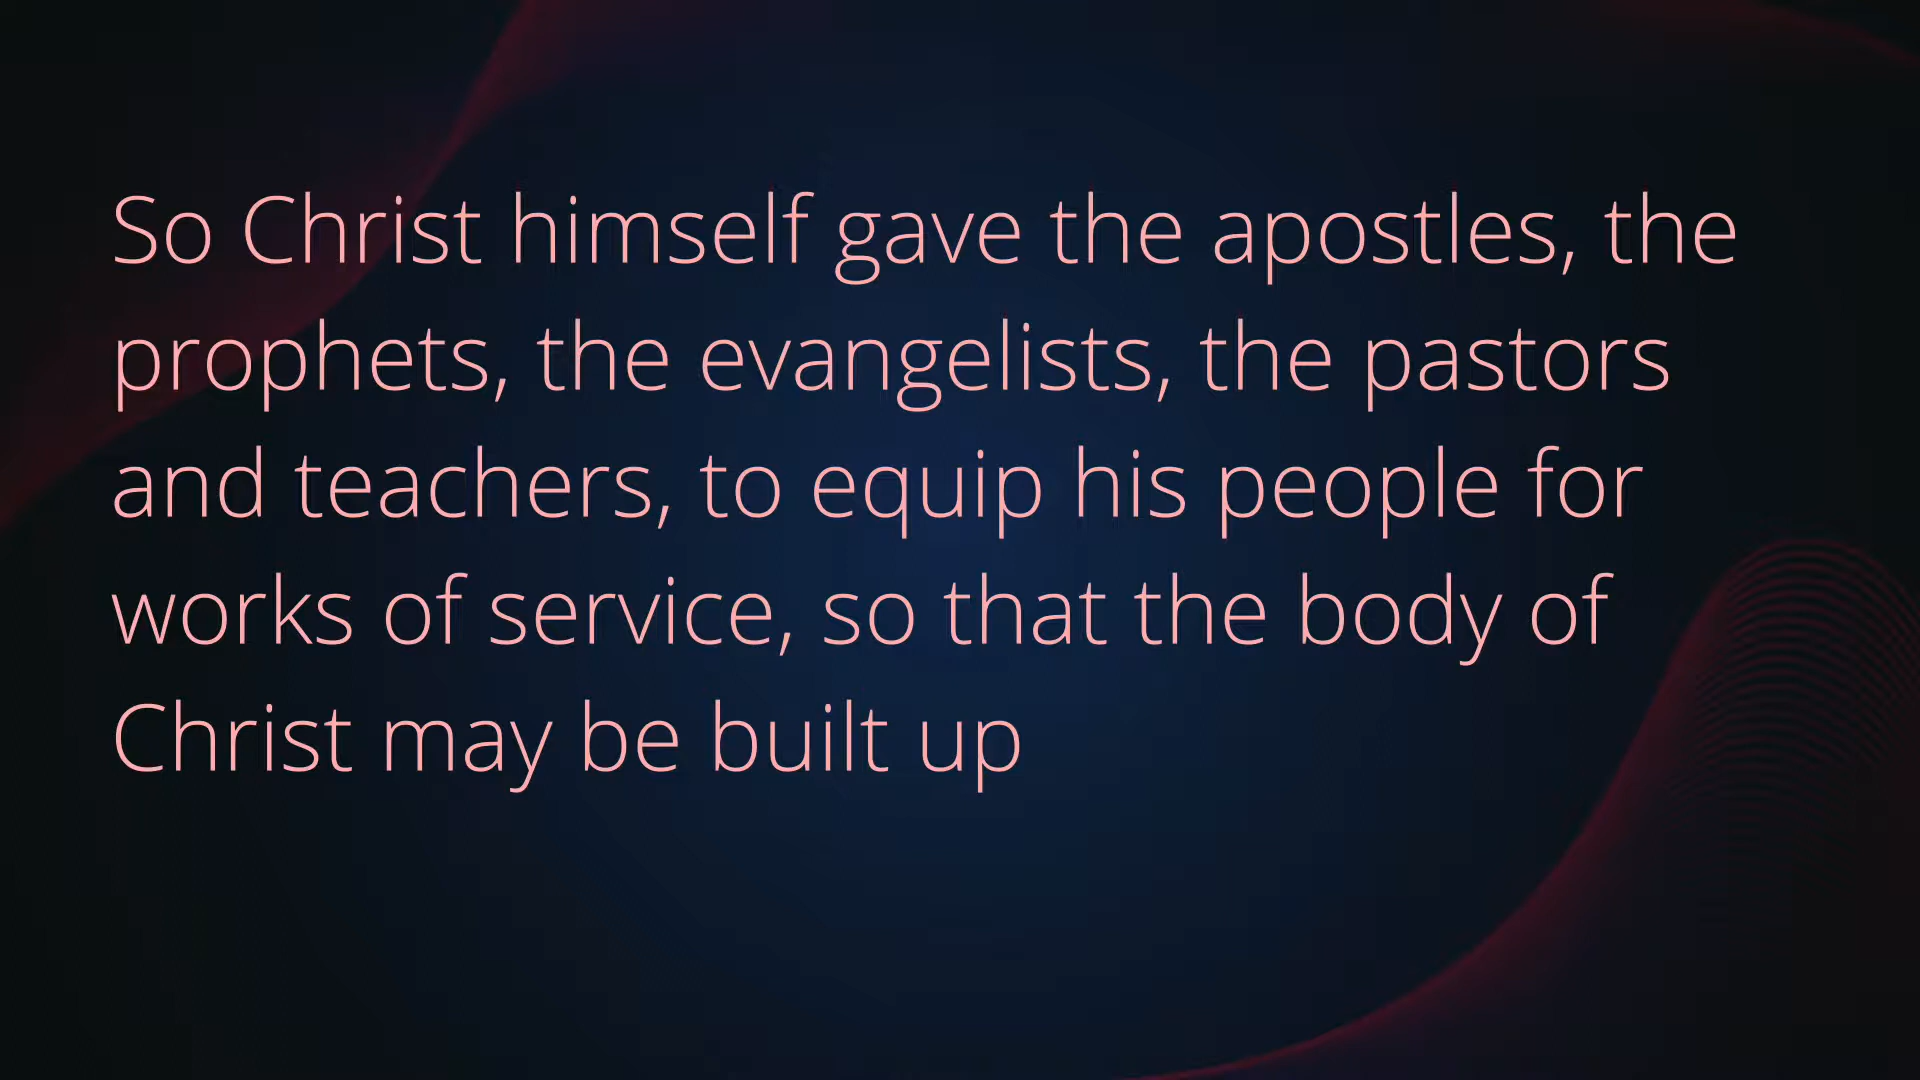 So Christ himself gave the apostles, the
prophets, the evangelists, the pastors
and teachers, to equip his people for
works of service, so that the body of
Christ may be built up